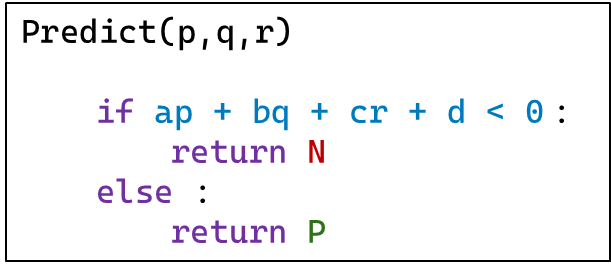 Predict(p,q,r)
if ap + bq + cr + d < 0:
return N
else :
return P